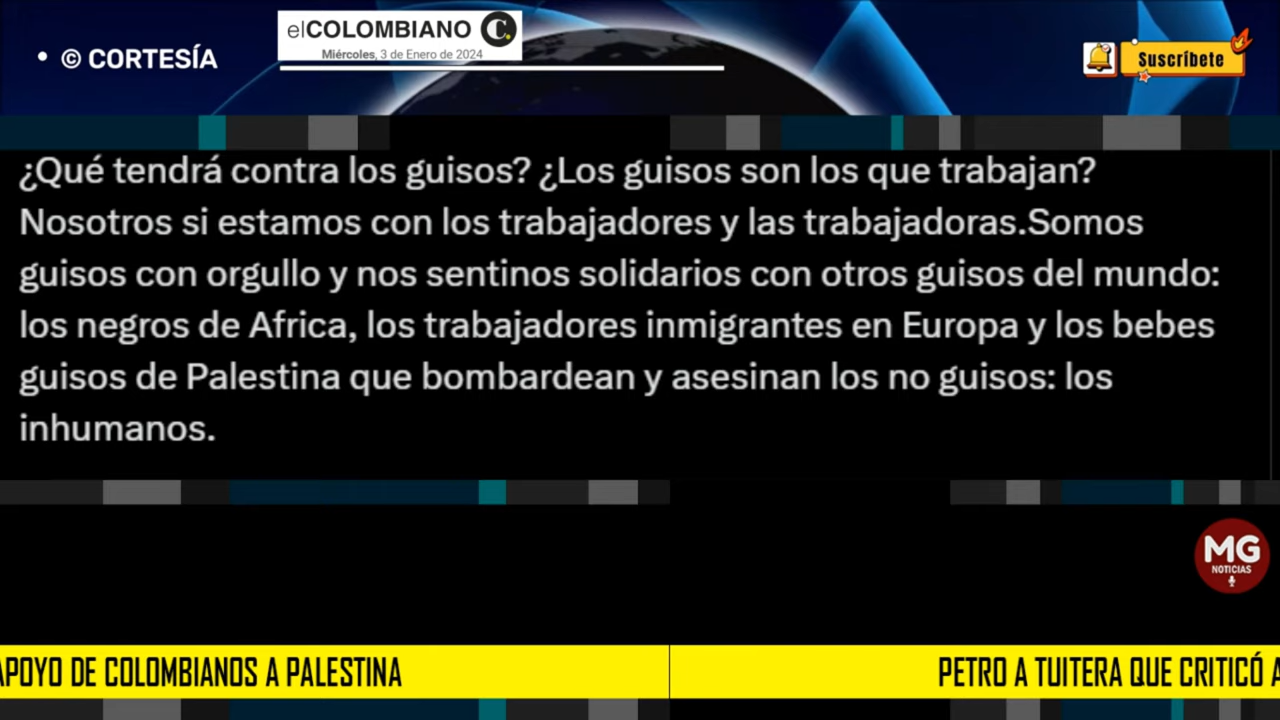 • © CORTESÍA
elCOLOMBIANO C.
Miércoles, 3 de Enero de 2024
Suscríbete
¿Qué tendrá contra los guisos? ¿Los guisos son los que trabajan?
Nosotros si estamos con los trabajadores y las trabajadoras.Somos
guisos con orgullo y nos sentinos solidarios con otros guisos del mundo:
los negros de Africa, los trabajadores inmigrantes en Europa y los bebes
guisos de Palestina que bombardean y asesinan los no guisos: los
inhumanos.
MG
NOTICIAS
APOYO DE COLOMBIANOS A PALESTINA
PETRO A TUITERA QUE CRITICÓ A